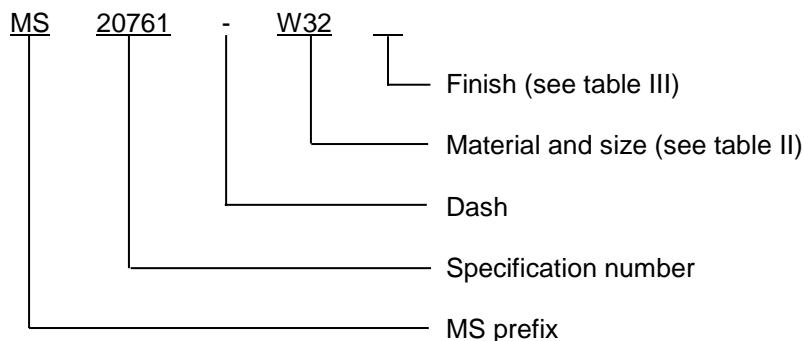 MS 20761 - W32
Finish (see table III)
Material and size (see table II)
Dash
Specification number
MS prefix